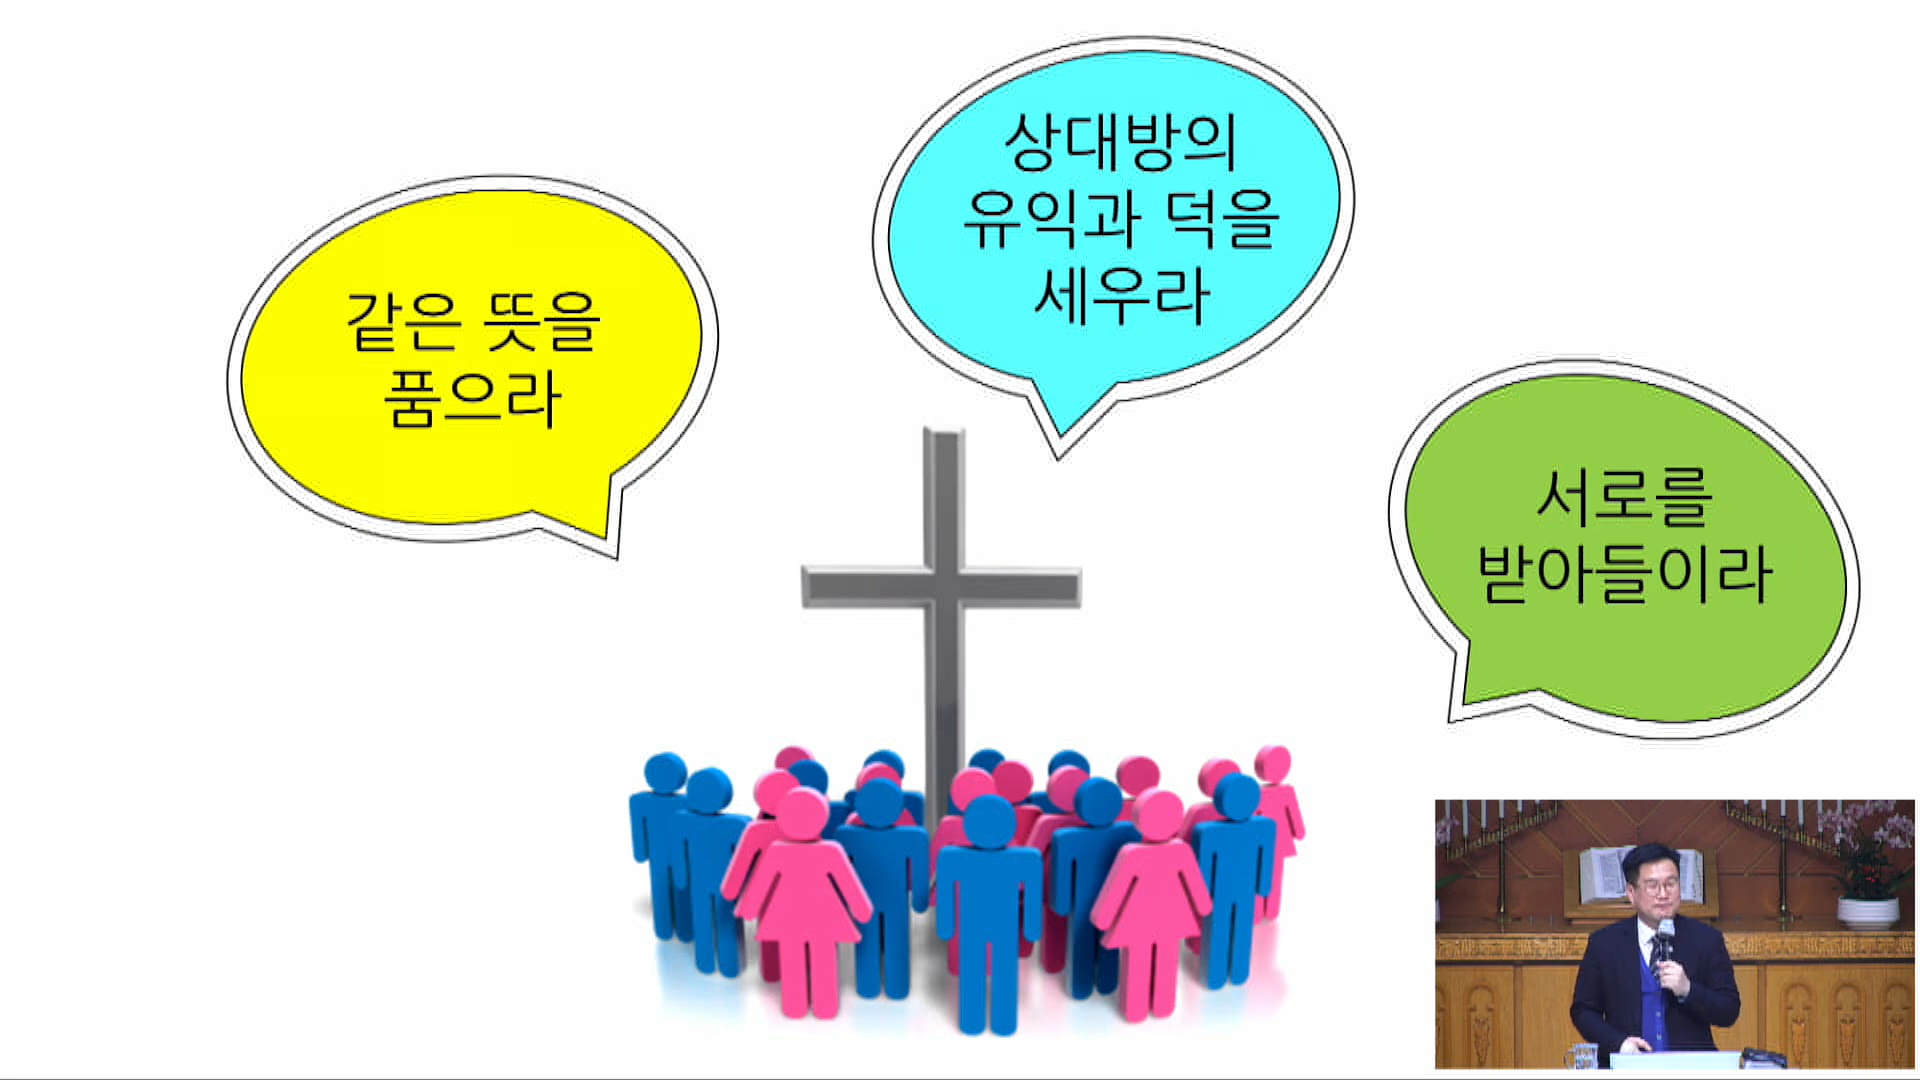 같은 뜻을
품으라
상대방의
유익과 덕을
세우라
서로를
받아들이라